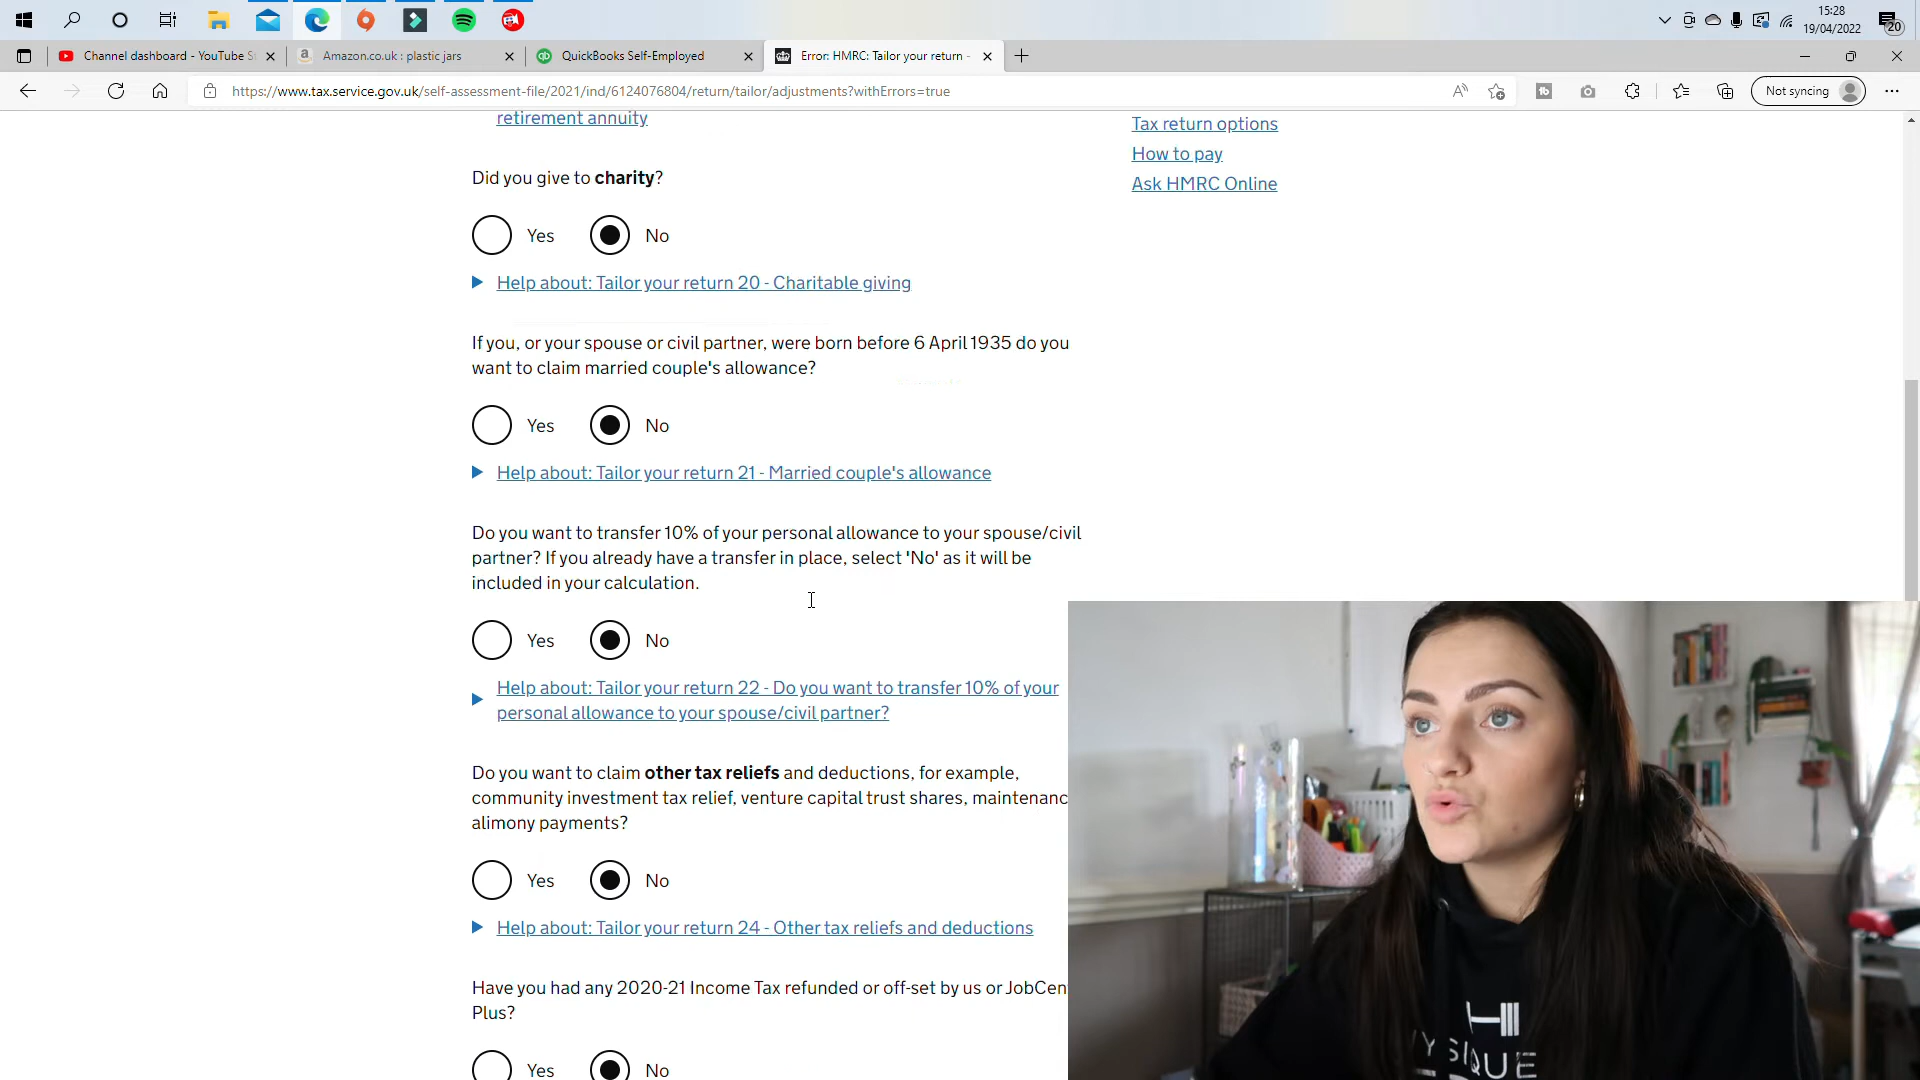 15:28
19/04/2022
20
Channel dashboard - YouTube S
Amazon.co.uk : plastic jars
QuickBooks Self-Employed
Error: HMRC: Tailor your return -
https://www.tax.service.gov.uk/self-assessment-file/2021/ind/6124076804/return/tailor/adjustments?withErrors=true
Not syncing
retirement annuity
Tax return options
How to pay
Ask HMRC Online
Did you give to charity?
Yes No
Help about: Tailor your return 20 - Charitable giving
If you, or your spouse or civil partner, were born before 6 April 1935 do you
want to claim married couple's allowance?
Yes No
Help about: Tailor your return 21 - Married couple's allowance
Do you want to transfer 10% of your personal allowance to your spouse/civil
partner? If you already have a transfer in place, select 'No' as it will be
included in your calculation.
Yes No
Help about: Tailor your return 22 - Do you want to transfer 10% of your
personal allowance to your spouse/civil partner?
Do you want to claim other tax reliefs and deductions, for example,
community investment tax relief, venture capital trust shares, maintenanc
alimony payments?
Yes No
Help about: Tailor your return 24 - Other tax reliefs and deductions
Have you had any 2020-21 Income Tax refunded or off-set by us or JobCen
Plus?
Yes No